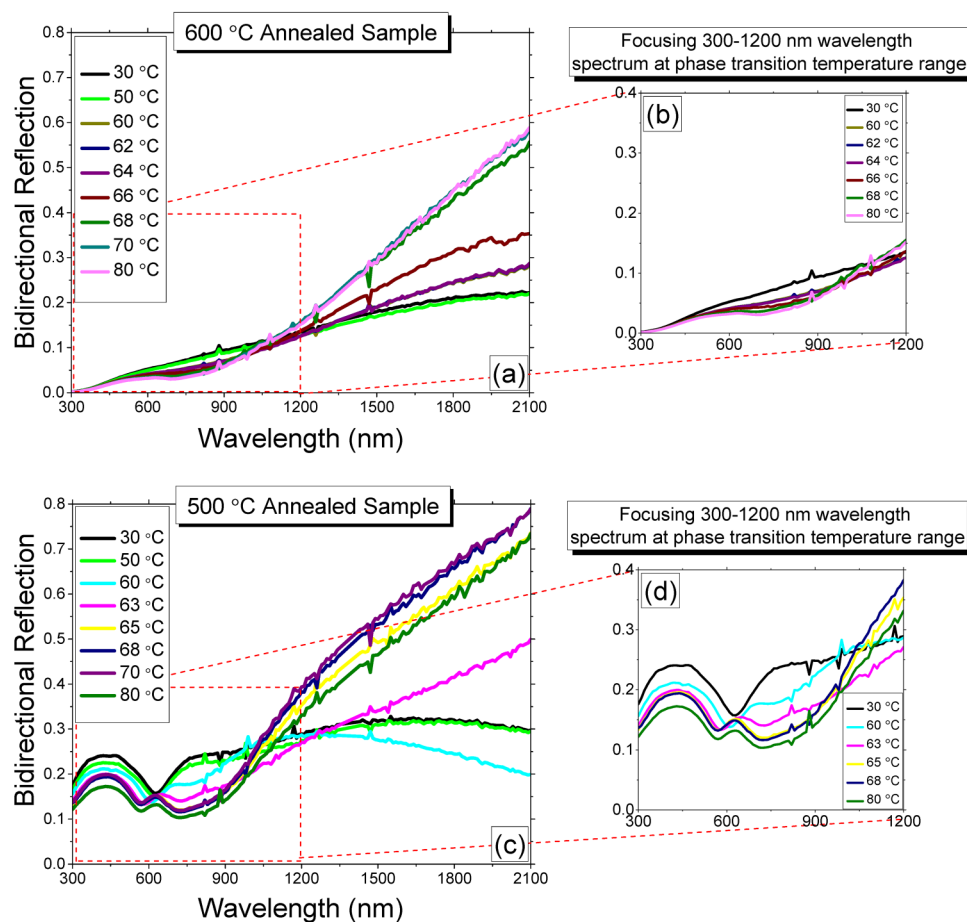 600 °C Annealed Sample
Bidirectional Reflection
0.8
0.7
0.6
0.5
0.4
0.3
0.2
0.1
0.0
30 °C
50 °C
60 °C
62 °C
64 °C
66 °C
68 °C
70 °C
80 °C
(a)
300 600 900 1200 1500 1800 2100
Wavelength (nm)
Focusing 300-1200 nm wavelength
spectrum at phase transition temperature range
(b)
0.4
0.3
0.2
0.1
0.0
30 °C
60 °C
62 °C
64 °C
66 °C
68 °C
80 °C
300 600 900 1200
500 °C Annealed Sample
Bidirectional Reflection
0.8
0.7
0.6
0.5
0.4
0.3
0.2
0.1
0.0
30 °C
50 °C
60 °C
63 °C
65 °C
68 °C
70 °C
80 °C
(c)
300 600 900 1200 1500 1800 2100
Wavelength (nm)
Focusing 300-1200 nm wavelength
spectrum at phase transition temperature range
(d)
0.4
0.3
0.2
0.1
0.0
30 °C
60 °C
63 °C
65 °C
68 °C
80 °C
300 600 900 1200